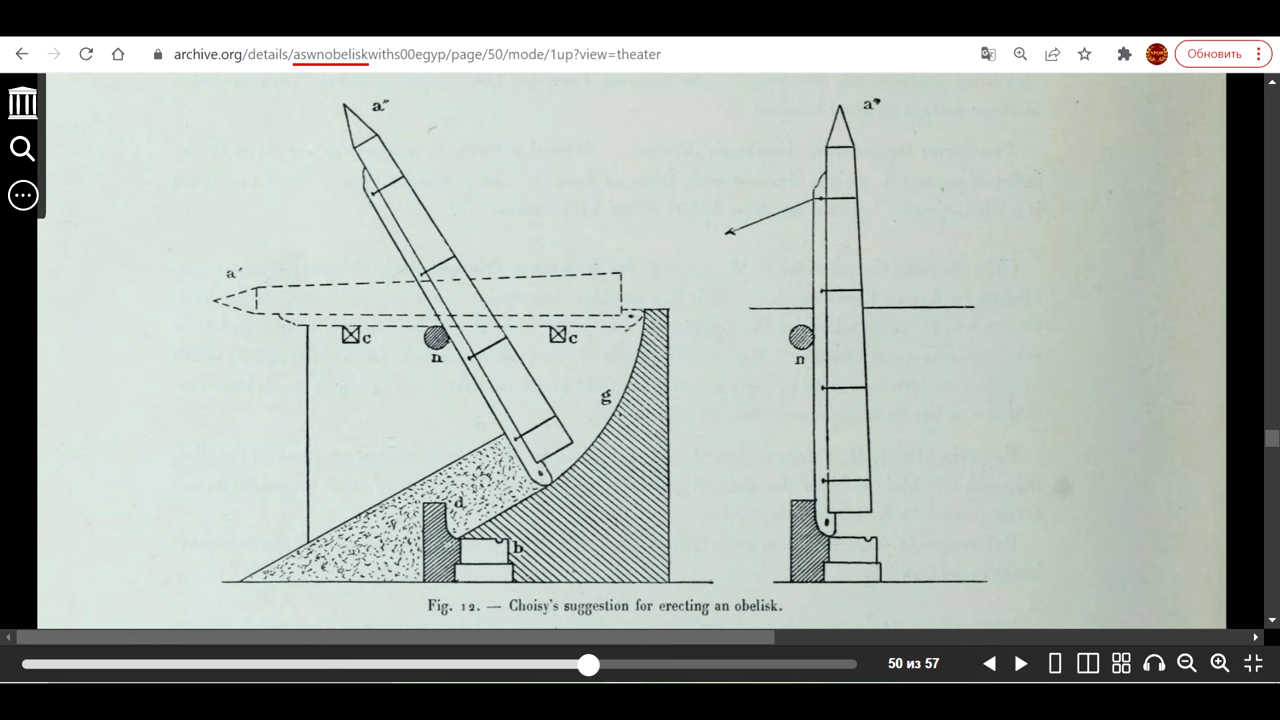 archive.org/details/aswnobeliskwiths00egyp/page/50/mode/1up?view=theater
Обновить
a"
a"
a'
c
n
c
n
g
d
b
Fig. 12. — Choisy's suggestion for erecting an obelisk.
50 из 57